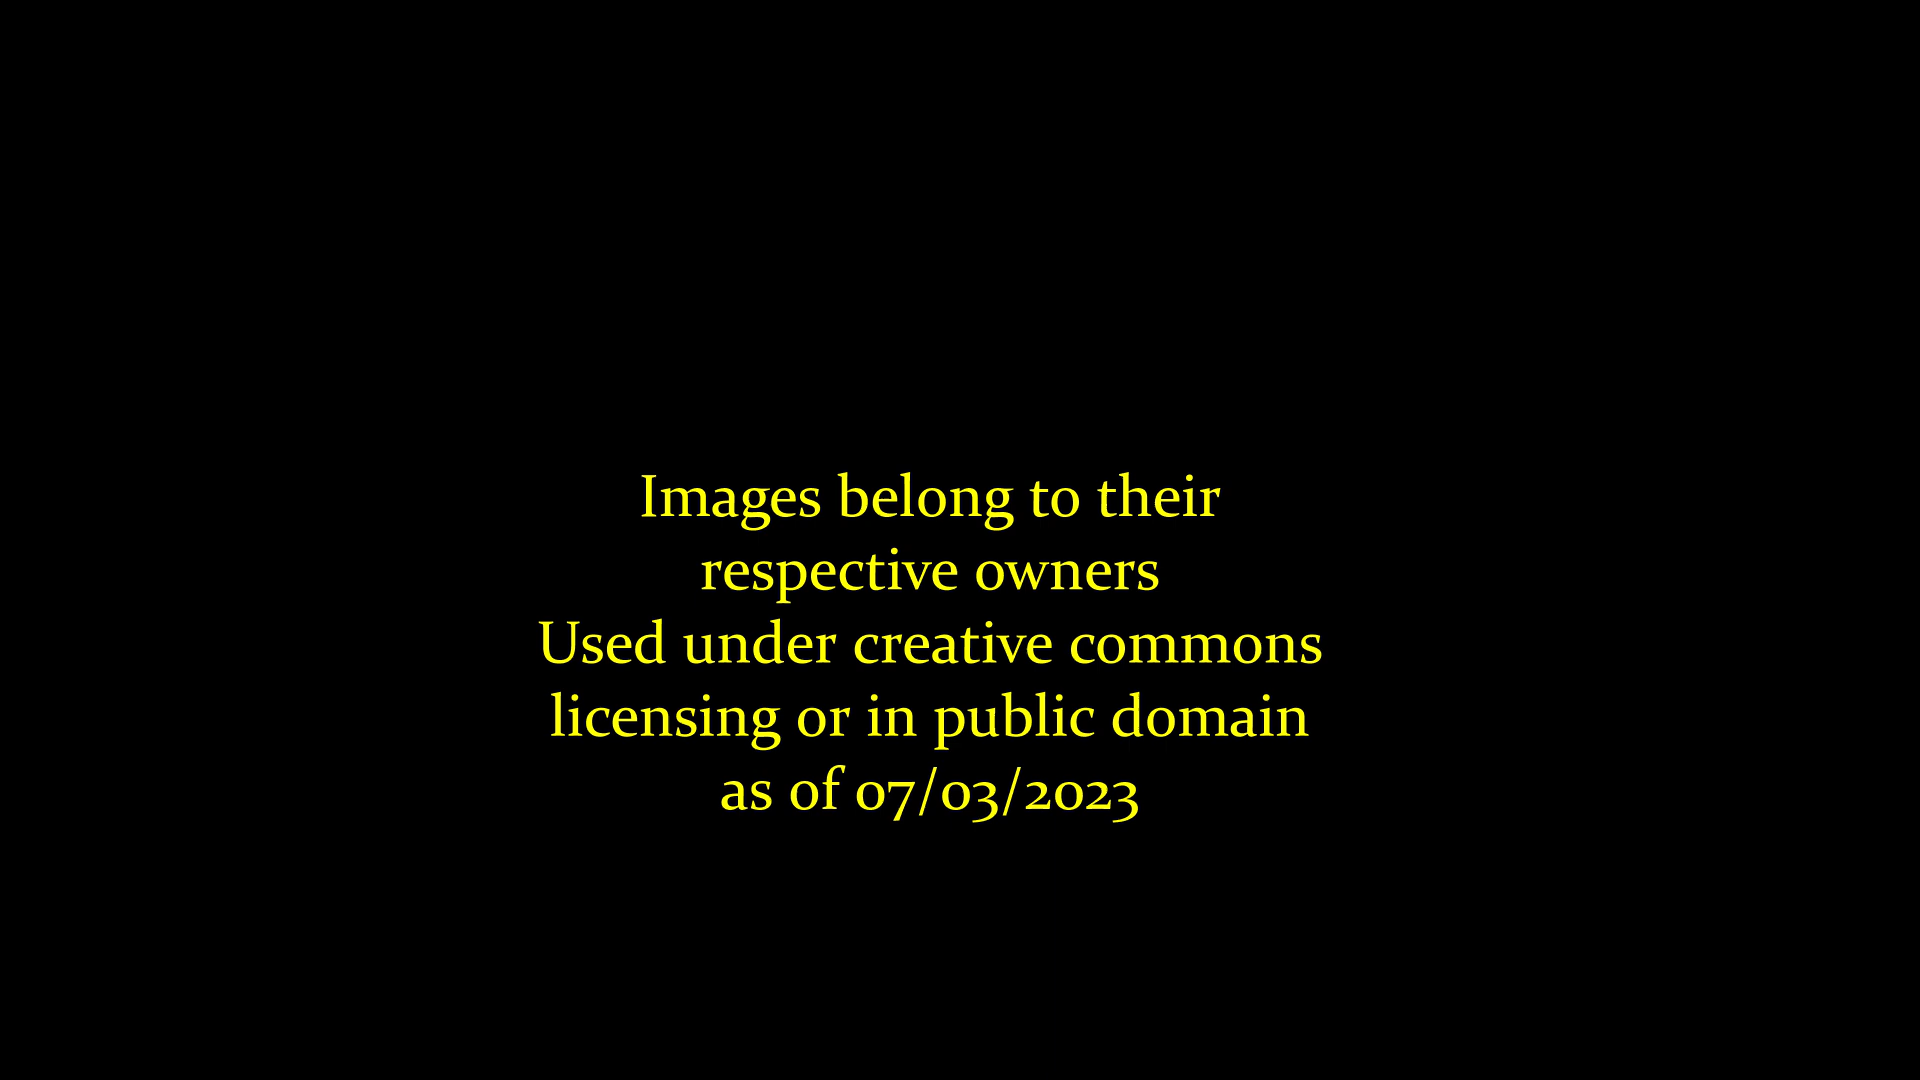 Images belong to their
respective owners
Used under creative commons
licensing or in public domain
as of 07/03/2023